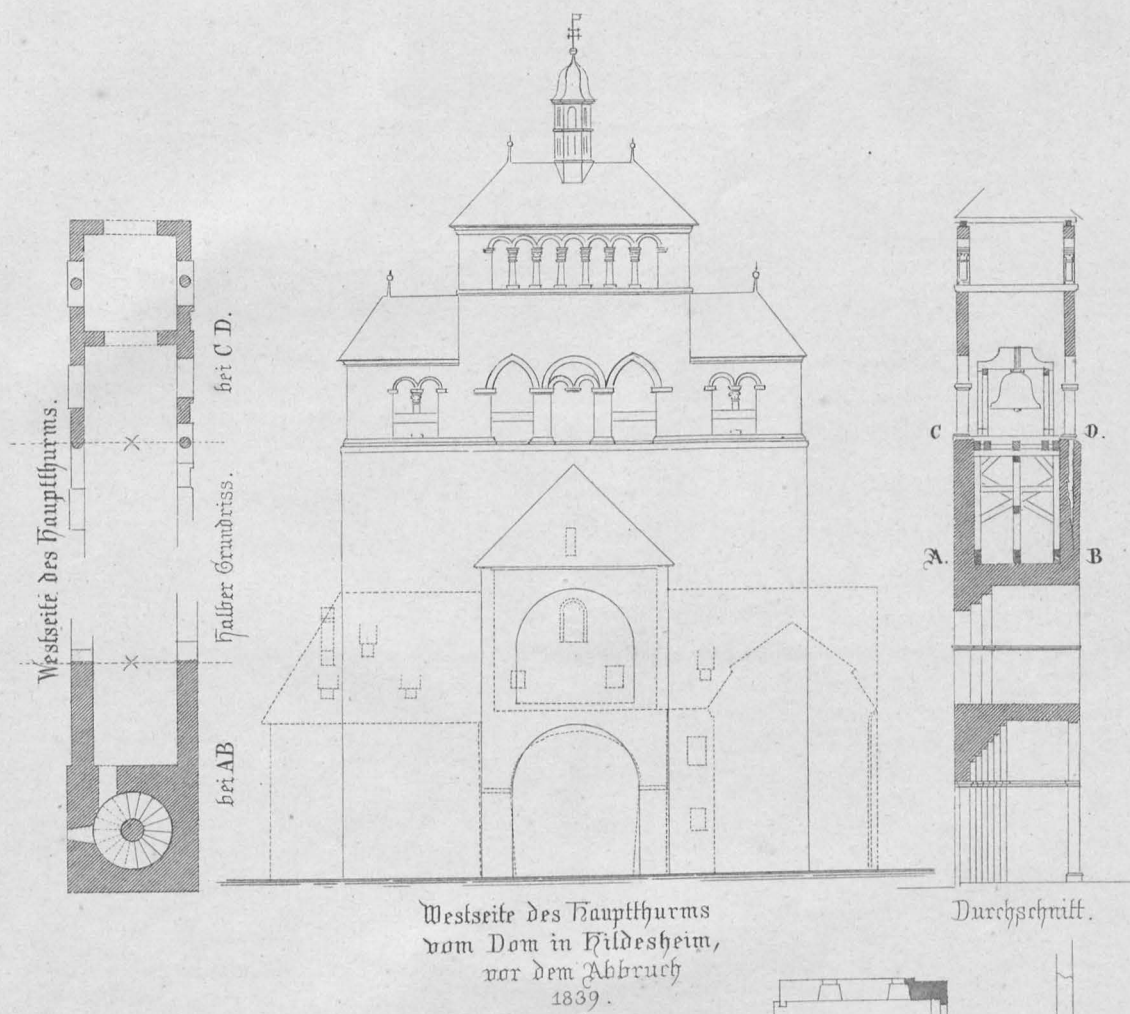 Westseite des Hauptthurms.
Halber Grundriss.
bei C D.
bei AB
C
D.
A.
B
Westseite des Hauptthurms
vom Dom in Hildesheim,
vor dem Abbruch
1839.
Durchschnitt.